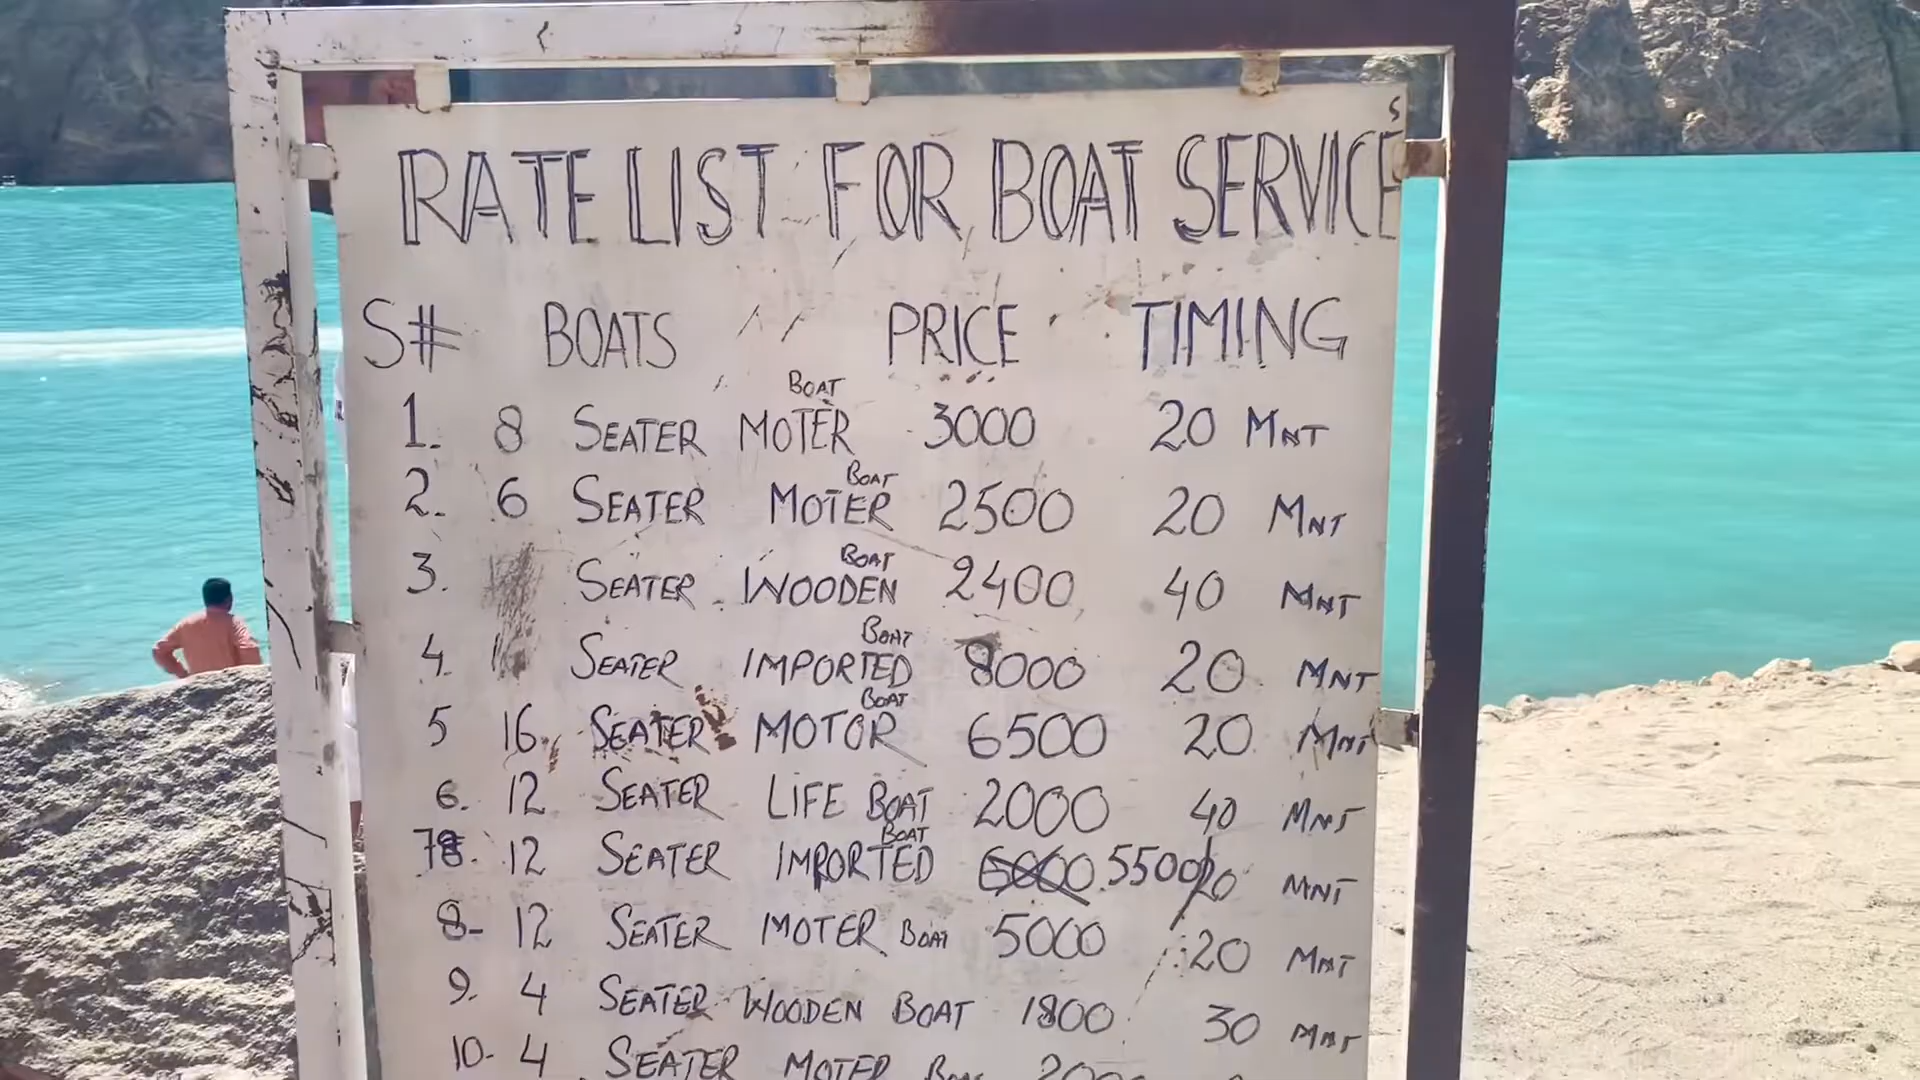 RATE LIST FOR BOAT SERVICES
S# BOATS PRICE TIMING
1. 8 SEATER MOTER BOAT 3000 20 MNT
2. 6 SEATER MOTER BOAT 2500 20 MNT
3. SEATER WOODEN BOAT 2400 40 MNT
4. SEATER IMPORTED BOAT 8000 20 MNT
5 16 SEATER MOTOR BOAT 6500 20 MNT
6. 12 SEATER LIFE BOAT 2000 40 MNT
7. 12 SEATER IMPORTED BOAT 6000 5500 20 MNT
8- 12 SEATER MOTER BOAT 5000 20 MNT
9. 4 SEATER WOODEN BOAT 1800 30 MNT
10- 4 SEATER MOTER BOAT